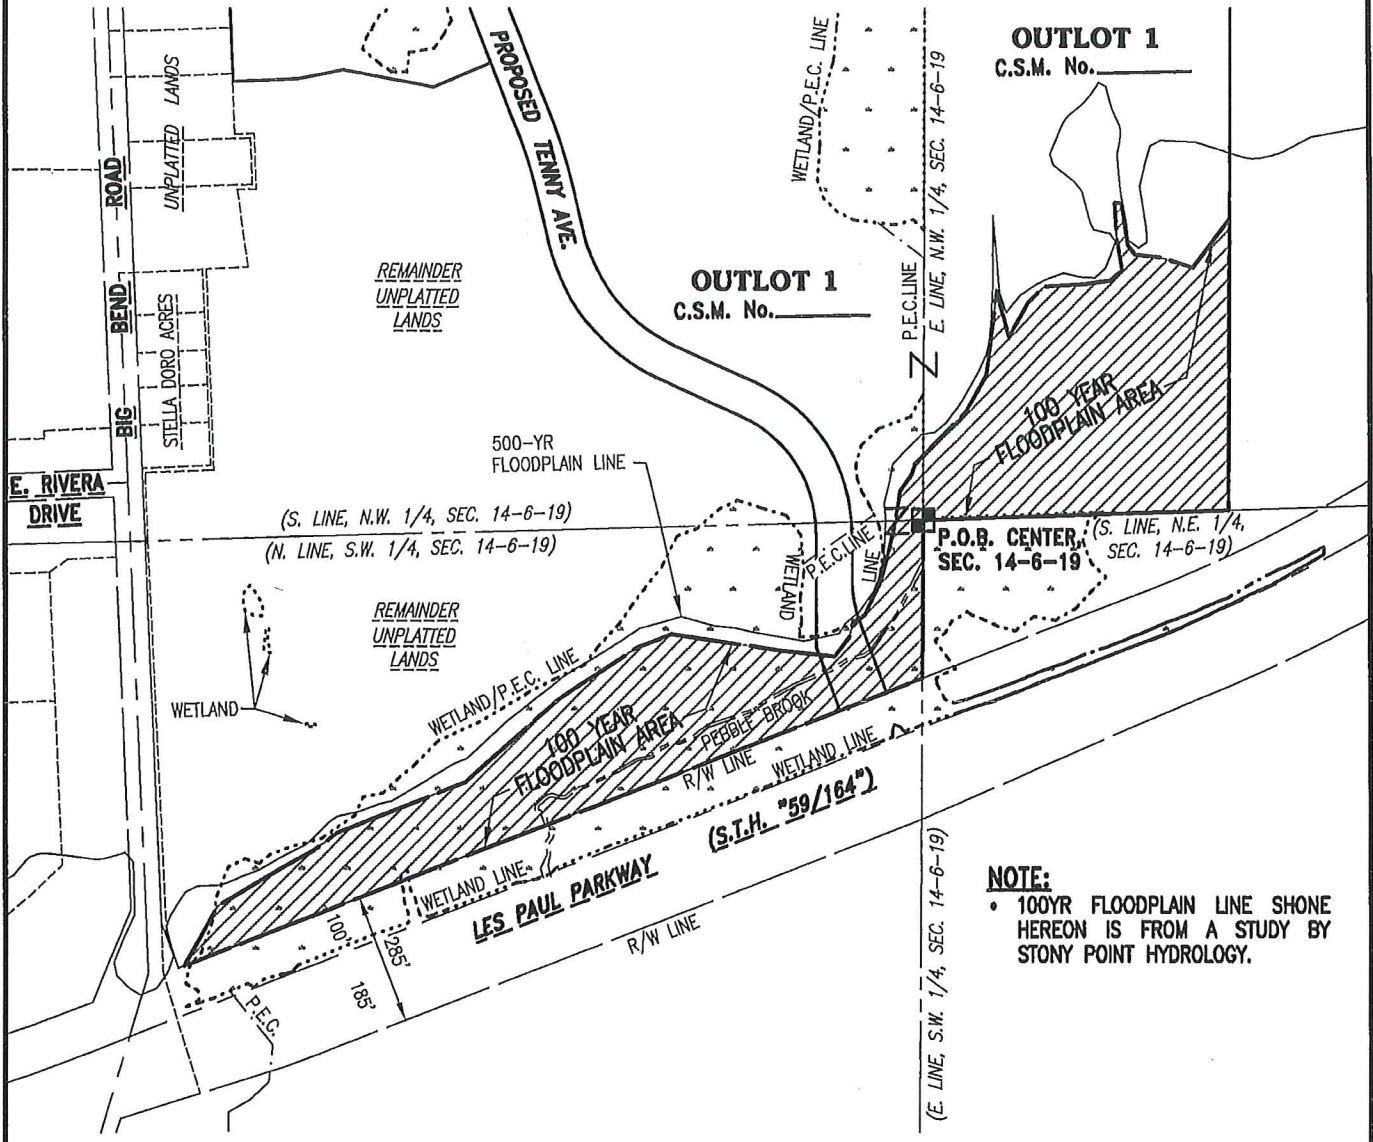 OUTLOT 1
C.S.M. No.
WETLAND/P.E.C. LINE
E. LINE, N.W. 1/4, SEC. 14-6-19
PROPOSED TENNY AVE.
UNPLATTED LANDS
BIG BEND ROAD
STELLA DORO ACRES
REMAINDER
UNPLATTED
LANDS
OUTLOT 1
C.S.M. No.
P.E.C.LINE
100 YEAR
FLOODPLAIN AREA
500-YR
FLOODPLAIN LINE
E. RIVERA
DRIVE
(S. LINE, N.W. 1/4, SEC. 14-6-19)
(N. LINE, S.W. 1/4, SEC. 14-6-19)
P.O.B. CENTER,
SEC. 14-6-19
(S. LINE, N.E. 1/4,
SEC. 14-6-19)
WETLAND
P.E.C.LINE
LINE
REMAINDER
UNPLATTED
LANDS
WETLAND
WETLAND/P.E.C. LINE
100 YEAR
FLOODPLAIN AREA
PEBBLE BROOK
R/W LINE
WETLAND LINE
(S.T.H. "59/164")
WETLAND LINE
LES PAUL PARKWAY
R/W LINE
100'
285'
185'
P.E.C.
(E. LINE, S.W. 1/4, SEC. 14-6-19)
NOTE:
• 100YR FLOODPLAIN LINE SHONE
HEREON IS FROM A STUDY BY
STONY POINT HYDROLOGY.